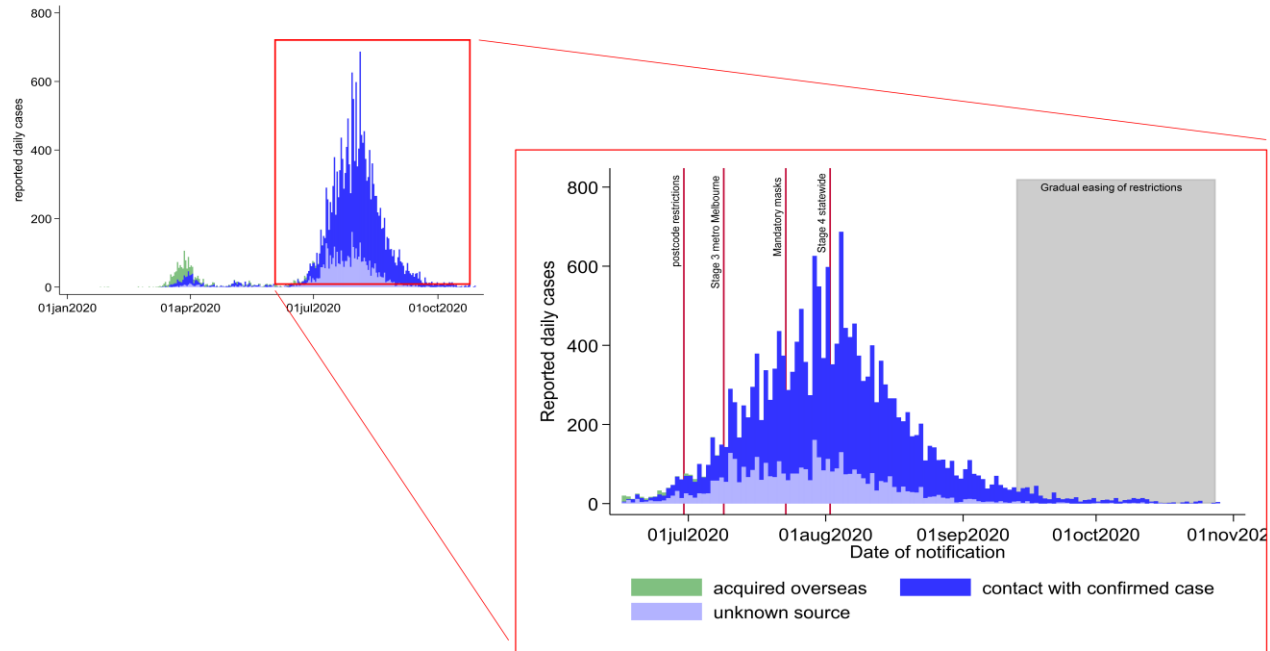 800
600
400
200
0
reported daily cases
01jan2020
01apr2020
01jul2020
01oct2020
800
600
400
200
0
Reported daily cases
postcode restrictions
Stage 3 metro Melbourne
Mandatory masks
Stage 4 statewide
Gradual easing of restrictions
01jul2020
01aug2020
01sep2020
01oct2020
01nov202
Date of notification
acquired overseas
contact with confirmed case
unknown source